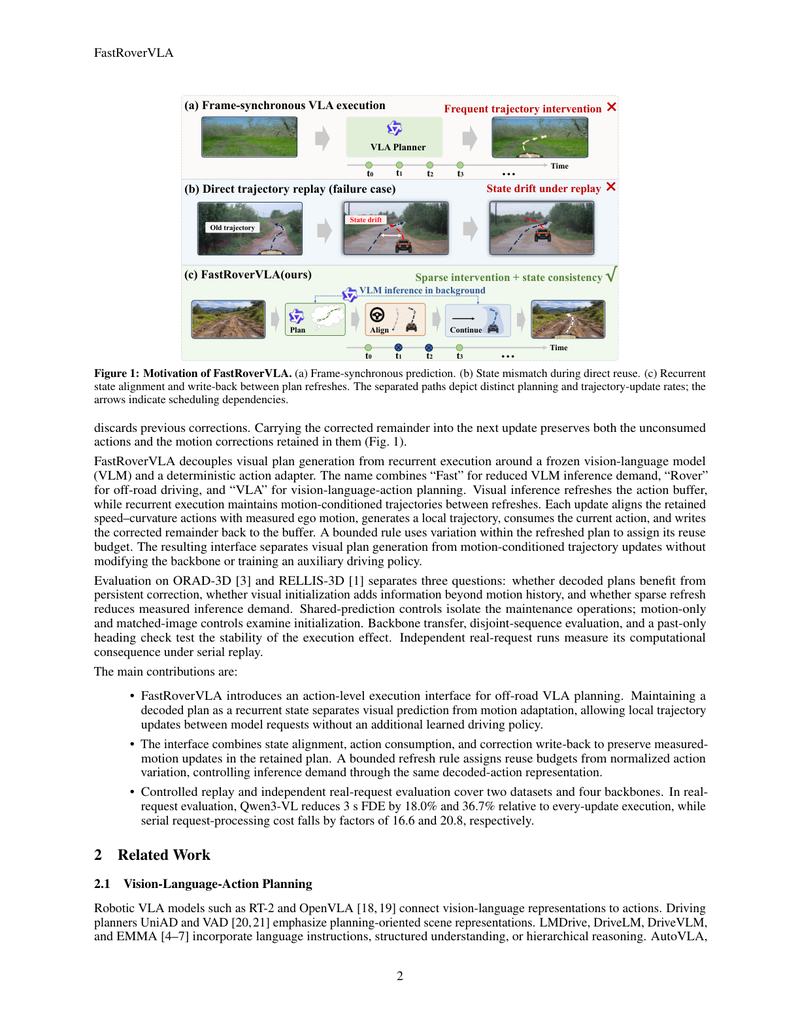 FastRoverVLA
(a) Frame-synchronous VLA execution
Frequent trajectory intervention ×
VLA Planner
t0 t1 t2 t3 ... Time
(b) Direct trajectory replay (failure case)
State drift under replay ×
Old trajectory
State drift
(c) FastRoverVLA(ours)
Sparse intervention + state consistency √
VLM inference in background
Plan
Align
Continue
t0 t1 t2 t3 ... Time
Figure 1: Motivation of FastRoverVLA. (a) Frame-synchronous prediction. (b) State mismatch during direct reuse. (c) Recurrent
state alignment and write-back between plan refreshes. The separated paths depict distinct planning and trajectory-update rates; the
arrows indicate scheduling dependencies.
discards previous corrections. Carrying the corrected remainder into the next update preserves both the unconsumed
actions and the motion corrections retained in them (Fig. 1).
FastRoverVLA decouples visual plan generation from recurrent execution around a frozen vision-language model
(VLM) and a deterministic action adapter. The name combines “Fast” for reduced VLM inference demand, “Rover”
for off-road driving, and “VLA” for vision-language-action planning. Visual inference refreshes the action buffer,
while recurrent execution maintains motion-conditioned trajectories between refreshes. Each update aligns the retained
speed–curvature actions with measured ego motion, generates a local trajectory, consumes the current action, and writes
the corrected remainder back to the buffer. A bounded rule uses variation within the refreshed plan to assign its reuse
budget. The resulting interface separates visual plan generation from motion-conditioned trajectory updates without
modifying the backbone or training an auxiliary driving policy.
Evaluation on ORAD-3D [3] and RELLIS-3D [1] separates three questions: whether decoded plans benefit from
persistent correction, whether visual initialization adds information beyond motion history, and whether sparse refresh
reduces measured inference demand. Shared-prediction controls isolate the maintenance operations; motion-only
and matched-image controls examine initialization. Backbone transfer, disjoint-sequence evaluation, and a past-only
heading check test the stability of the execution effect. Independent real-request runs measure its computational
consequence under serial replay.
The main contributions are:
• FastRoverVLA introduces an action-level execution interface for off-road VLA planning. Maintaining a
decoded plan as a recurrent state separates visual prediction from motion adaptation, allowing local trajectory
updates between model requests without an additional learned driving policy.
• The interface combines state alignment, action consumption, and correction write-back to preserve measured-
motion updates in the retained plan. A bounded refresh rule assigns reuse budgets from normalized action
variation, controlling inference demand through the same decoded-action representation.
• Controlled replay and independent real-request evaluation cover two datasets and four backbones. In real-
request evaluation, Qwen3-VL reduces 3 s FDE by 18.0% and 36.7% relative to every-update execution, while
serial request-processing cost falls by factors of 16.6 and 20.8, respectively.
2 Related Work
2.1 Vision-Language-Action Planning
Robotic VLA models such as RT-2 and OpenVLA [18, 19] connect vision-language representations to actions. Driving
planners UniAD and VAD [20, 21] emphasize planning-oriented scene representations. LMDrive, DriveLM, DriveVLM,
and EMMA [4–7] incorporate language instructions, structured understanding, or hierarchical reasoning. AutoVLA,
2